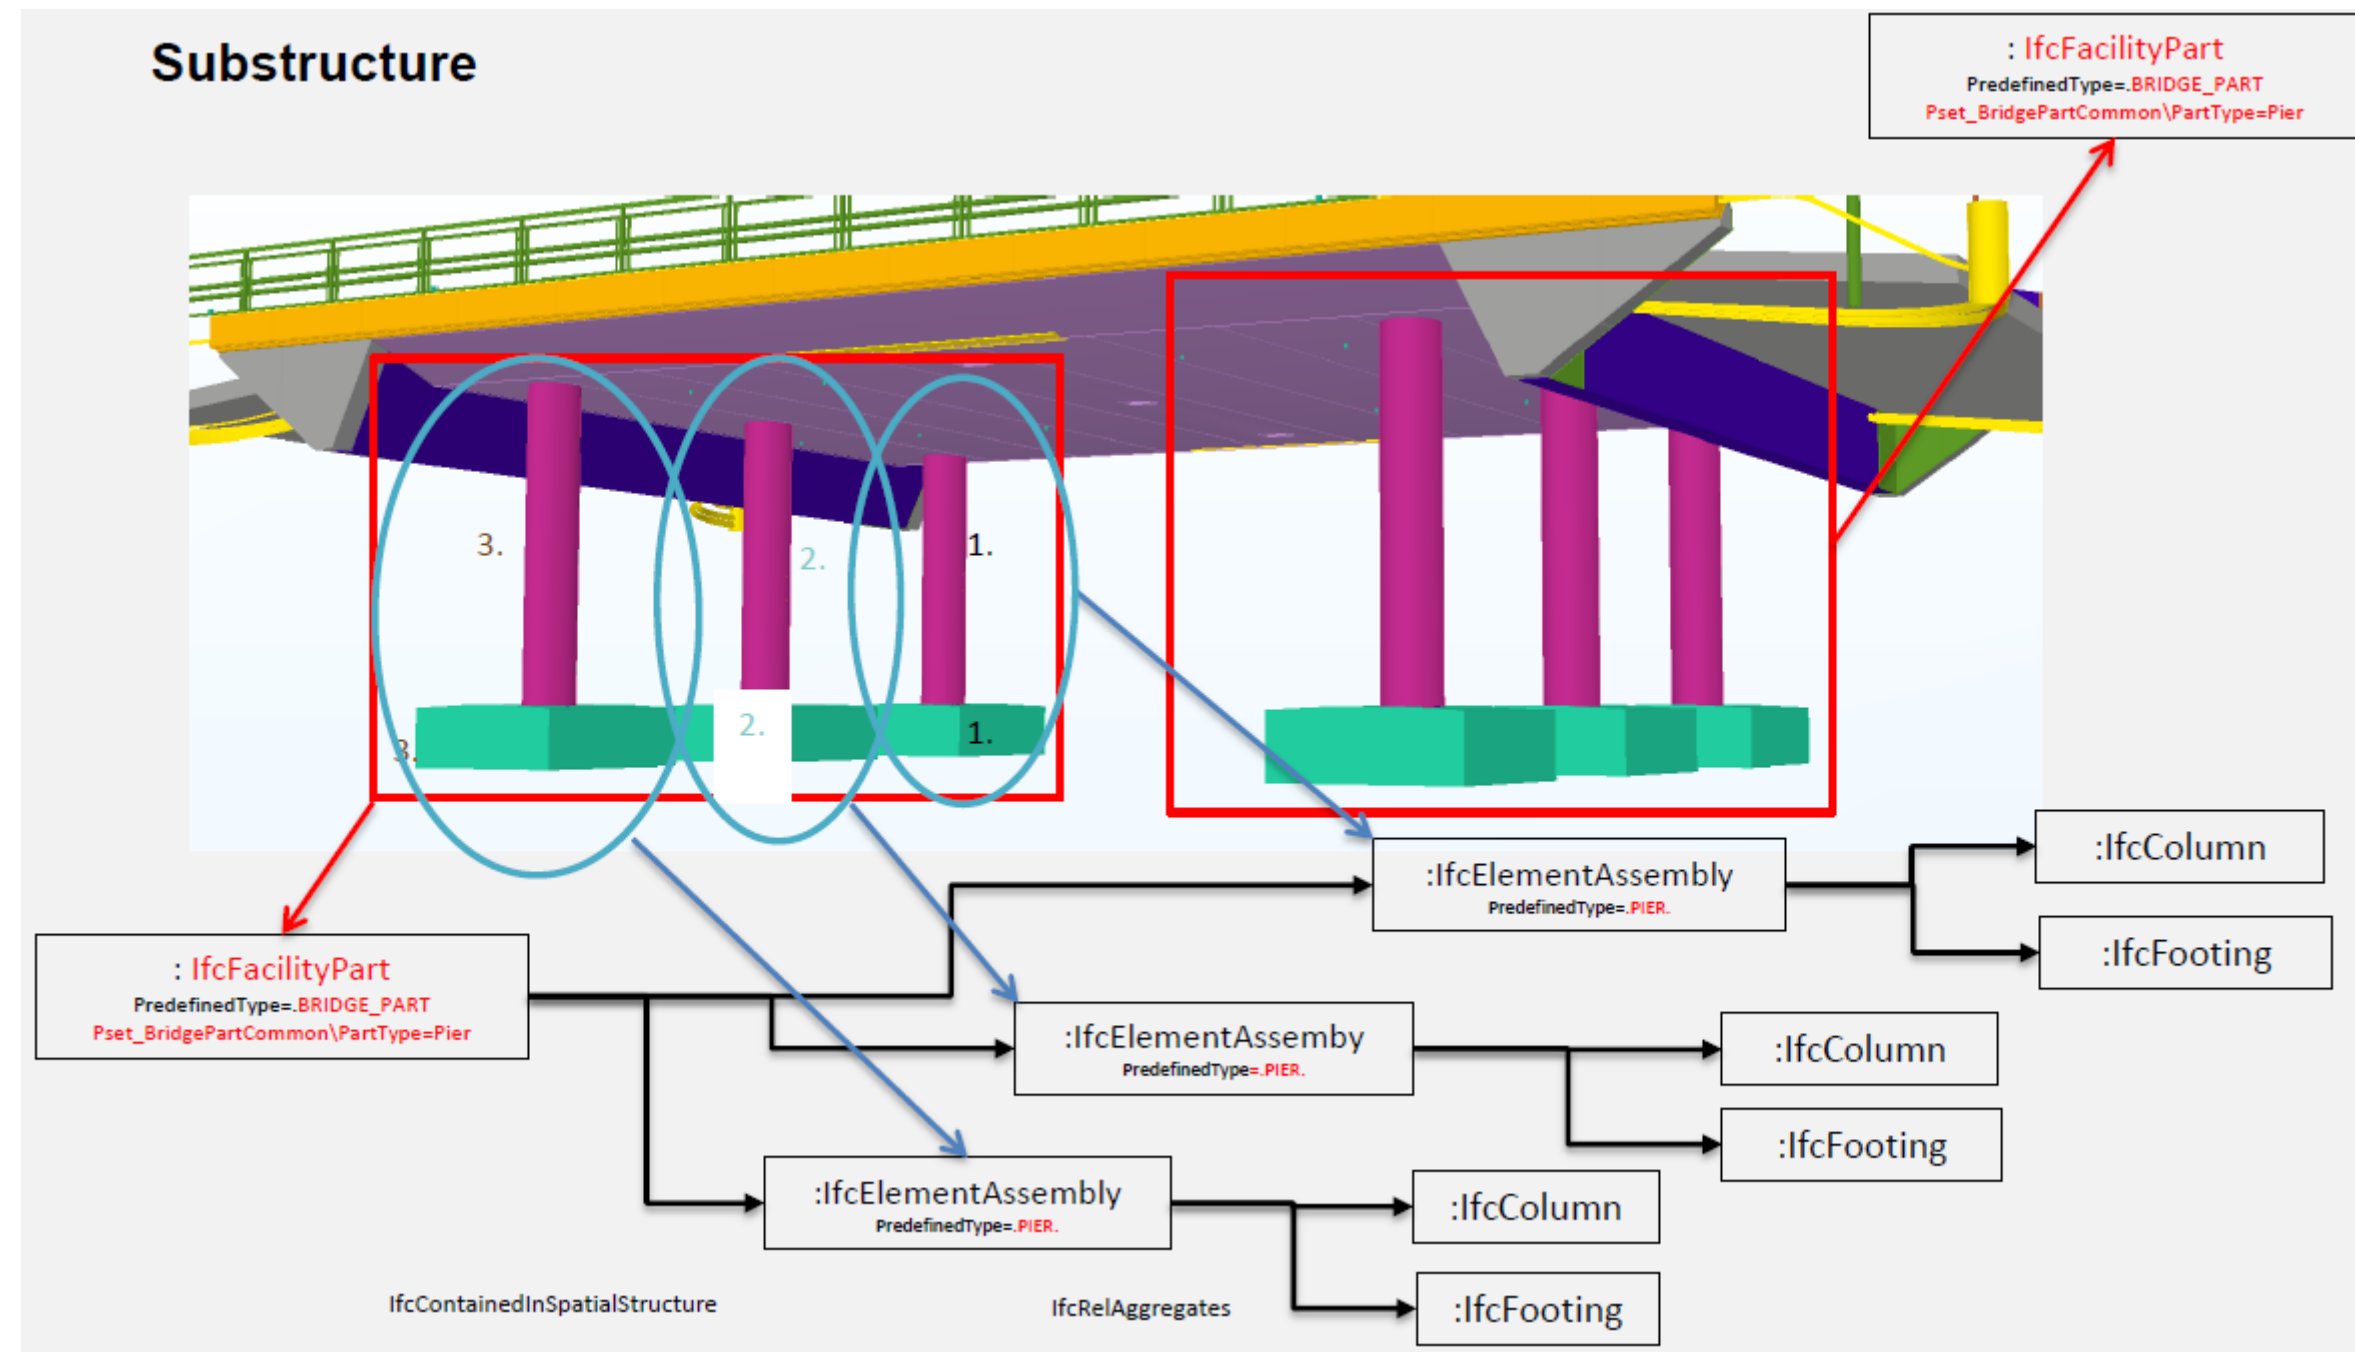 Substructure
: IfcFacilityPart
PredefinedType=.BRIDGE_PART
Pset_BridgePartCommon\PartType=Pier
3.
2.
1.
3.
2.
1.
:IfcElementAssembly
PredefinedType=.PIER.
:IfcColumn
:IfcFooting
: IfcFacilityPart
PredefinedType=.BRIDGE_PART
Pset_BridgePartCommon\PartType=Pier
:IfcElementAssemby
PredefinedType=.PIER.
:IfcColumn
:IfcFooting
:IfcElementAssembly
PredefinedType=.PIER.
:IfcColumn
:IfcFooting
IfcContainedInSpatialStructure
IfcRelAggregates